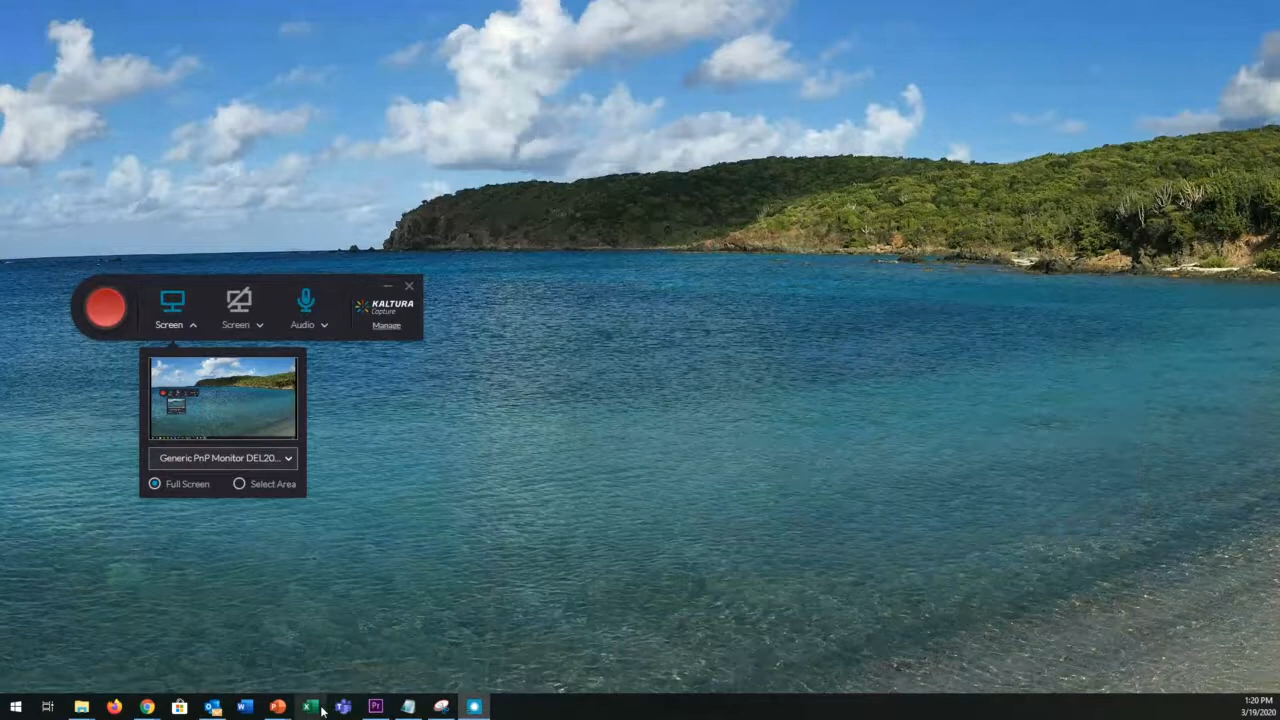 Screen
Screen
Audio
KALTURA
Capture
Manage
Generic PnP Monitor DEL20...
Full Screen
Select Area
1:20 PM
3/19/2020